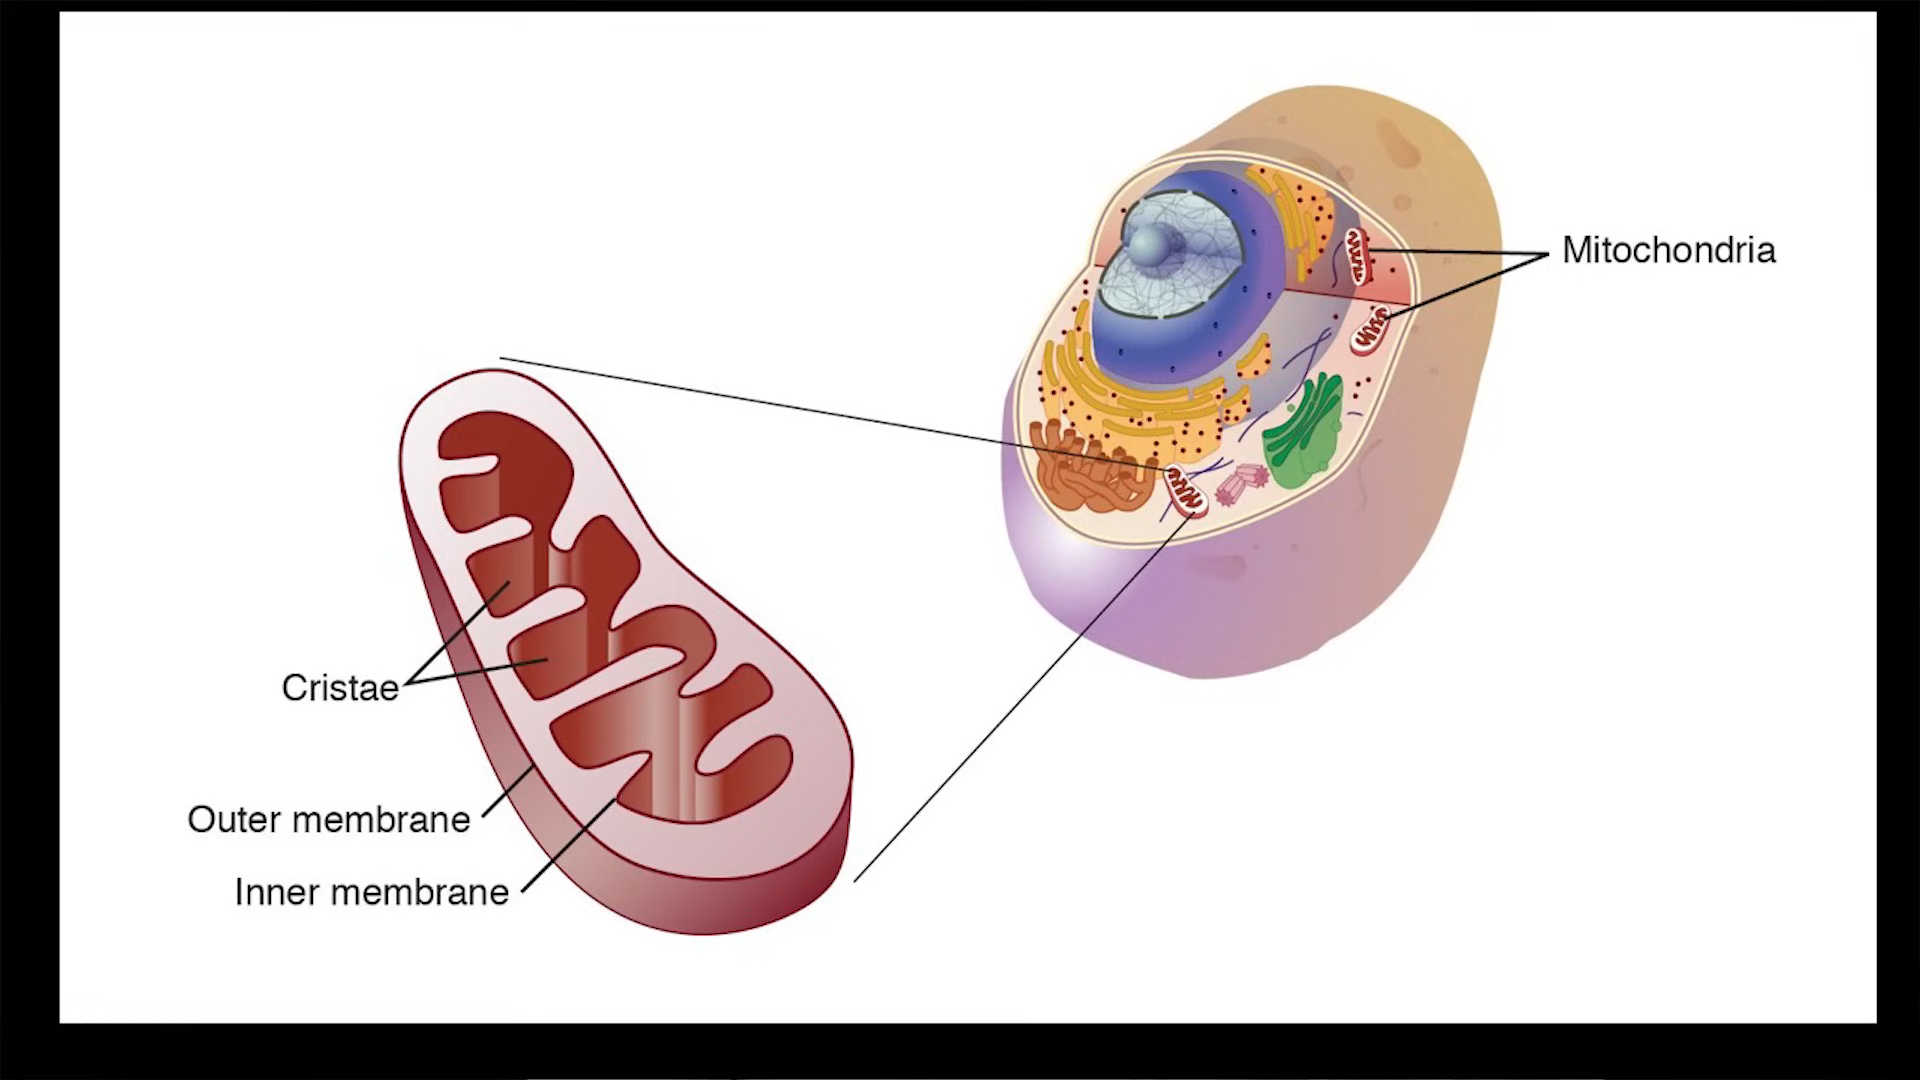 Mitochondria
Cristae
Outer membrane
Inner membrane